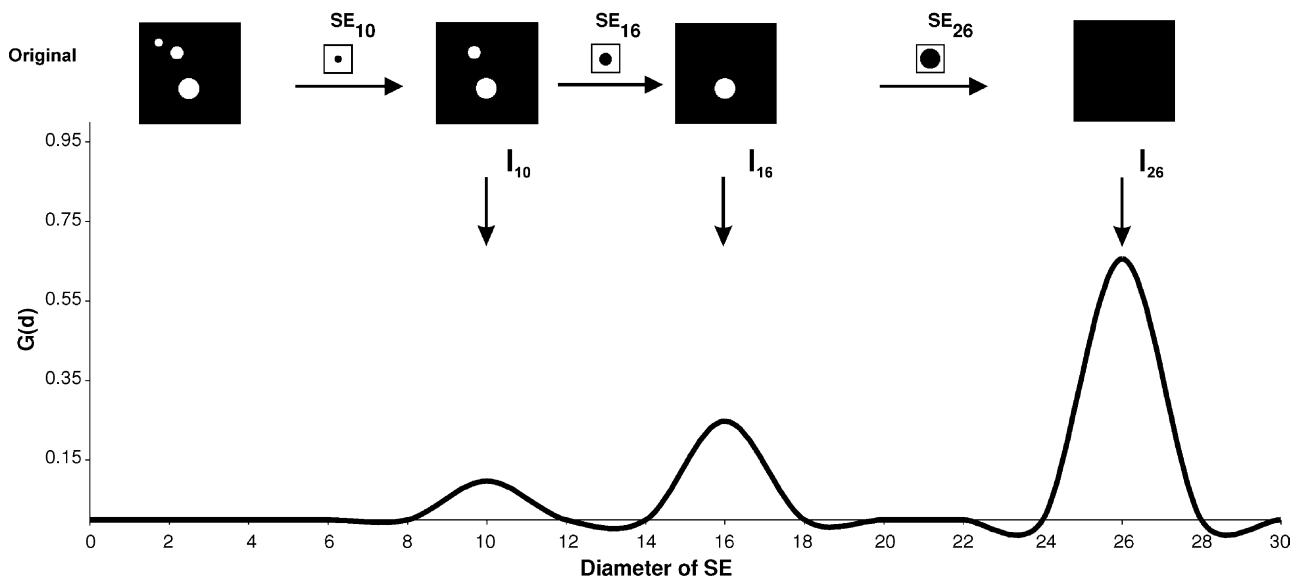 SE10
SE16
SE26
Original
0.95
I10
I16
I26
0.75
0.55
G(d)
0.35
0.15
0 2 4 6 8 10 12 14 16 18 20 22 24 26 28 30
Diameter of SE